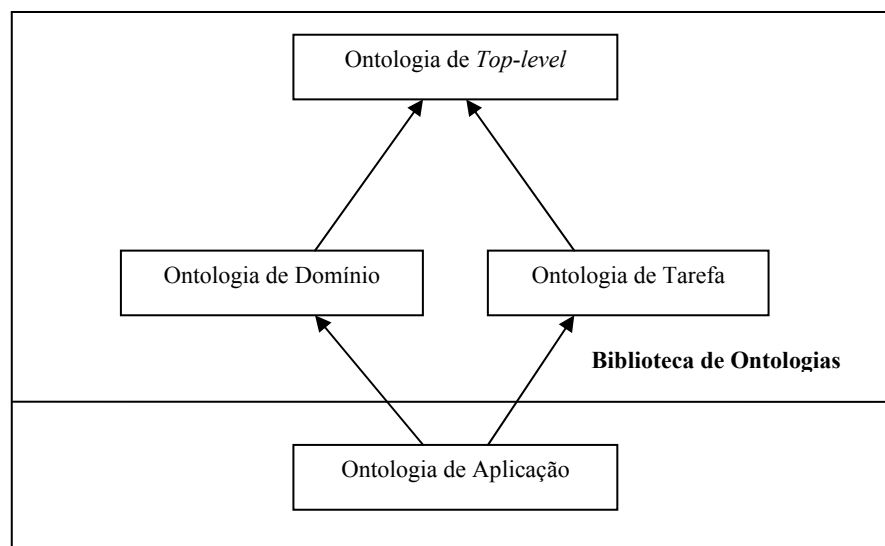 Ontologia de Top-level
Ontologia de Domínio
Ontologia de Tarefa
Biblioteca de Ontologias
Ontologia de Aplicação